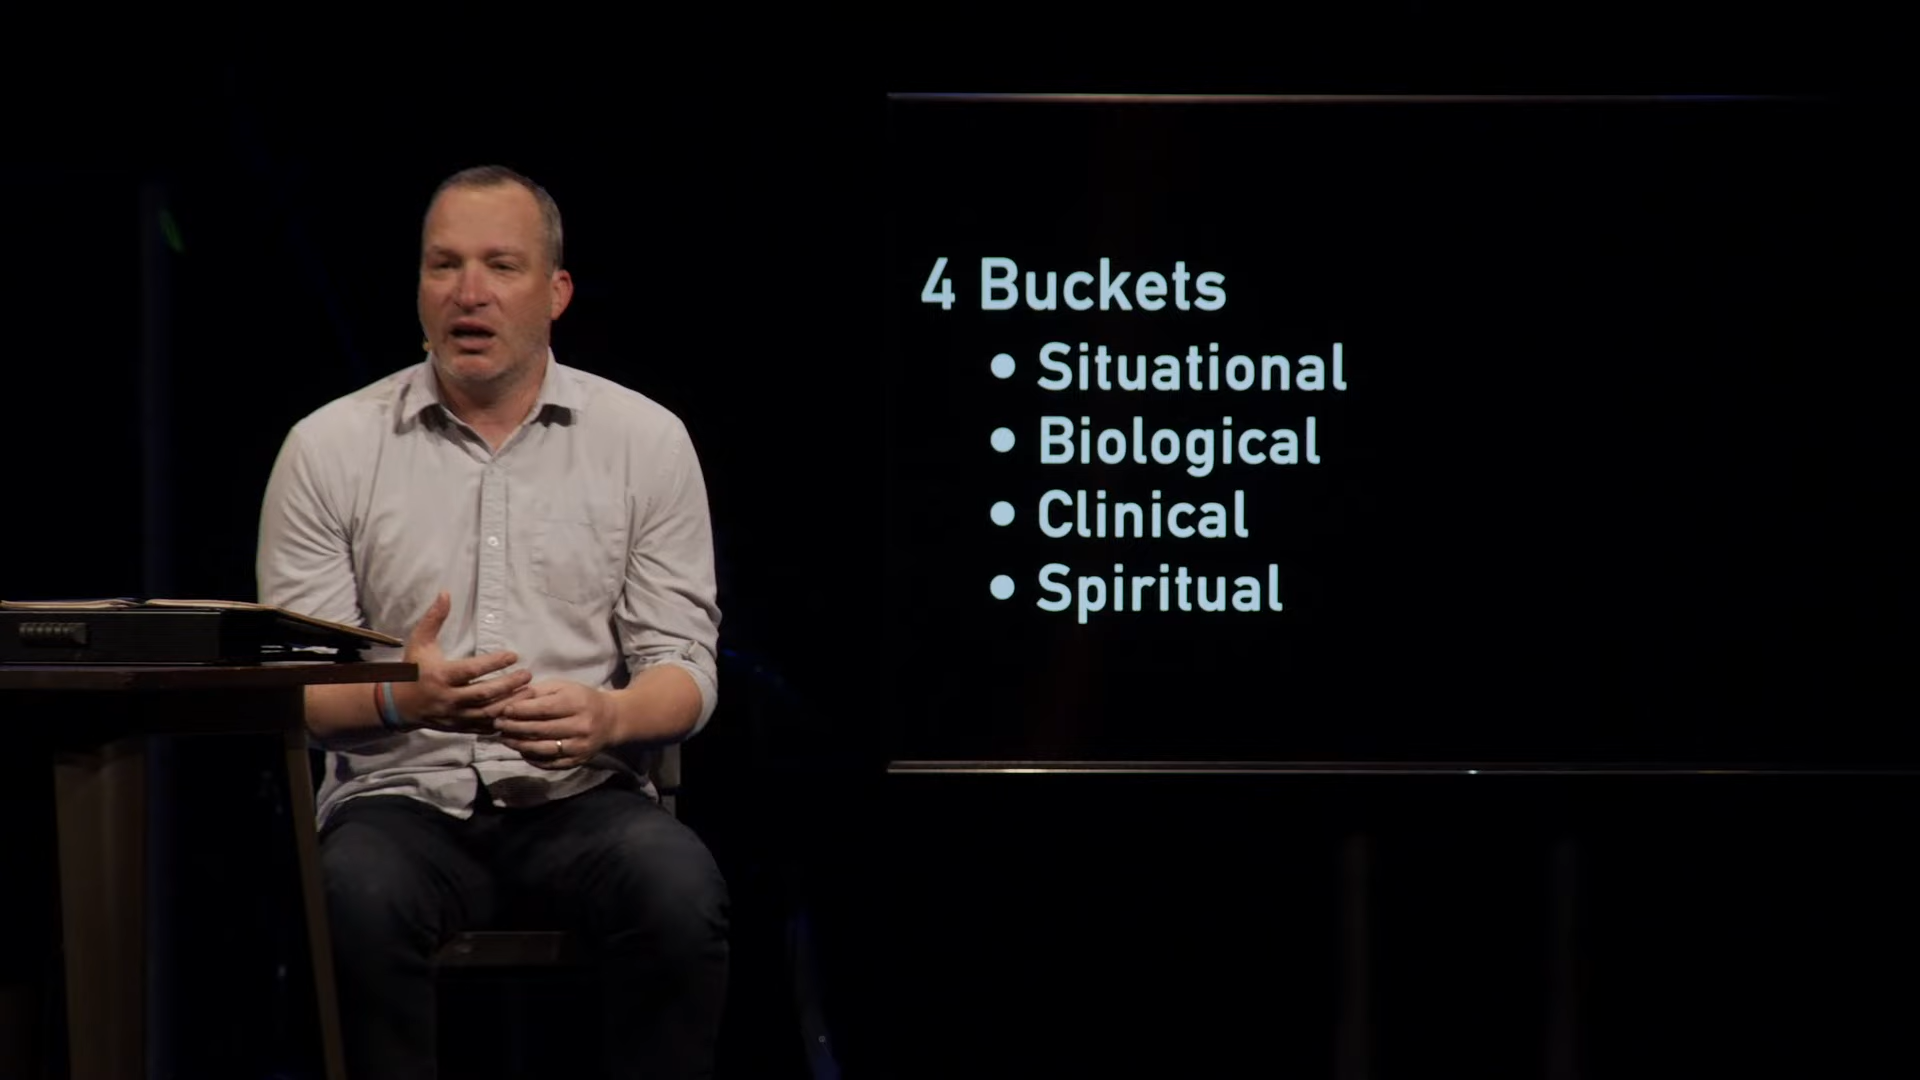 4 Buckets
• Situational
• Biological
• Clinical
• Spiritual